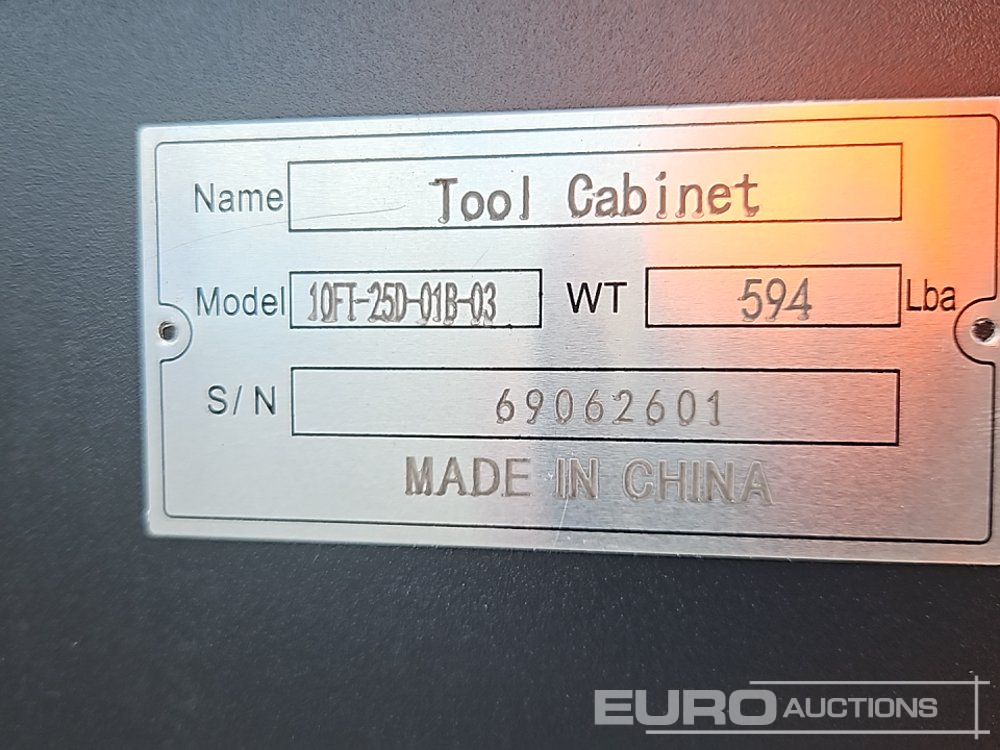 Name Tool Cabinet
Model 10FT-25D-01B-03 WT 594 Lba
S/N 69062601
MADE IN CHINA
EURO AUCTIONS